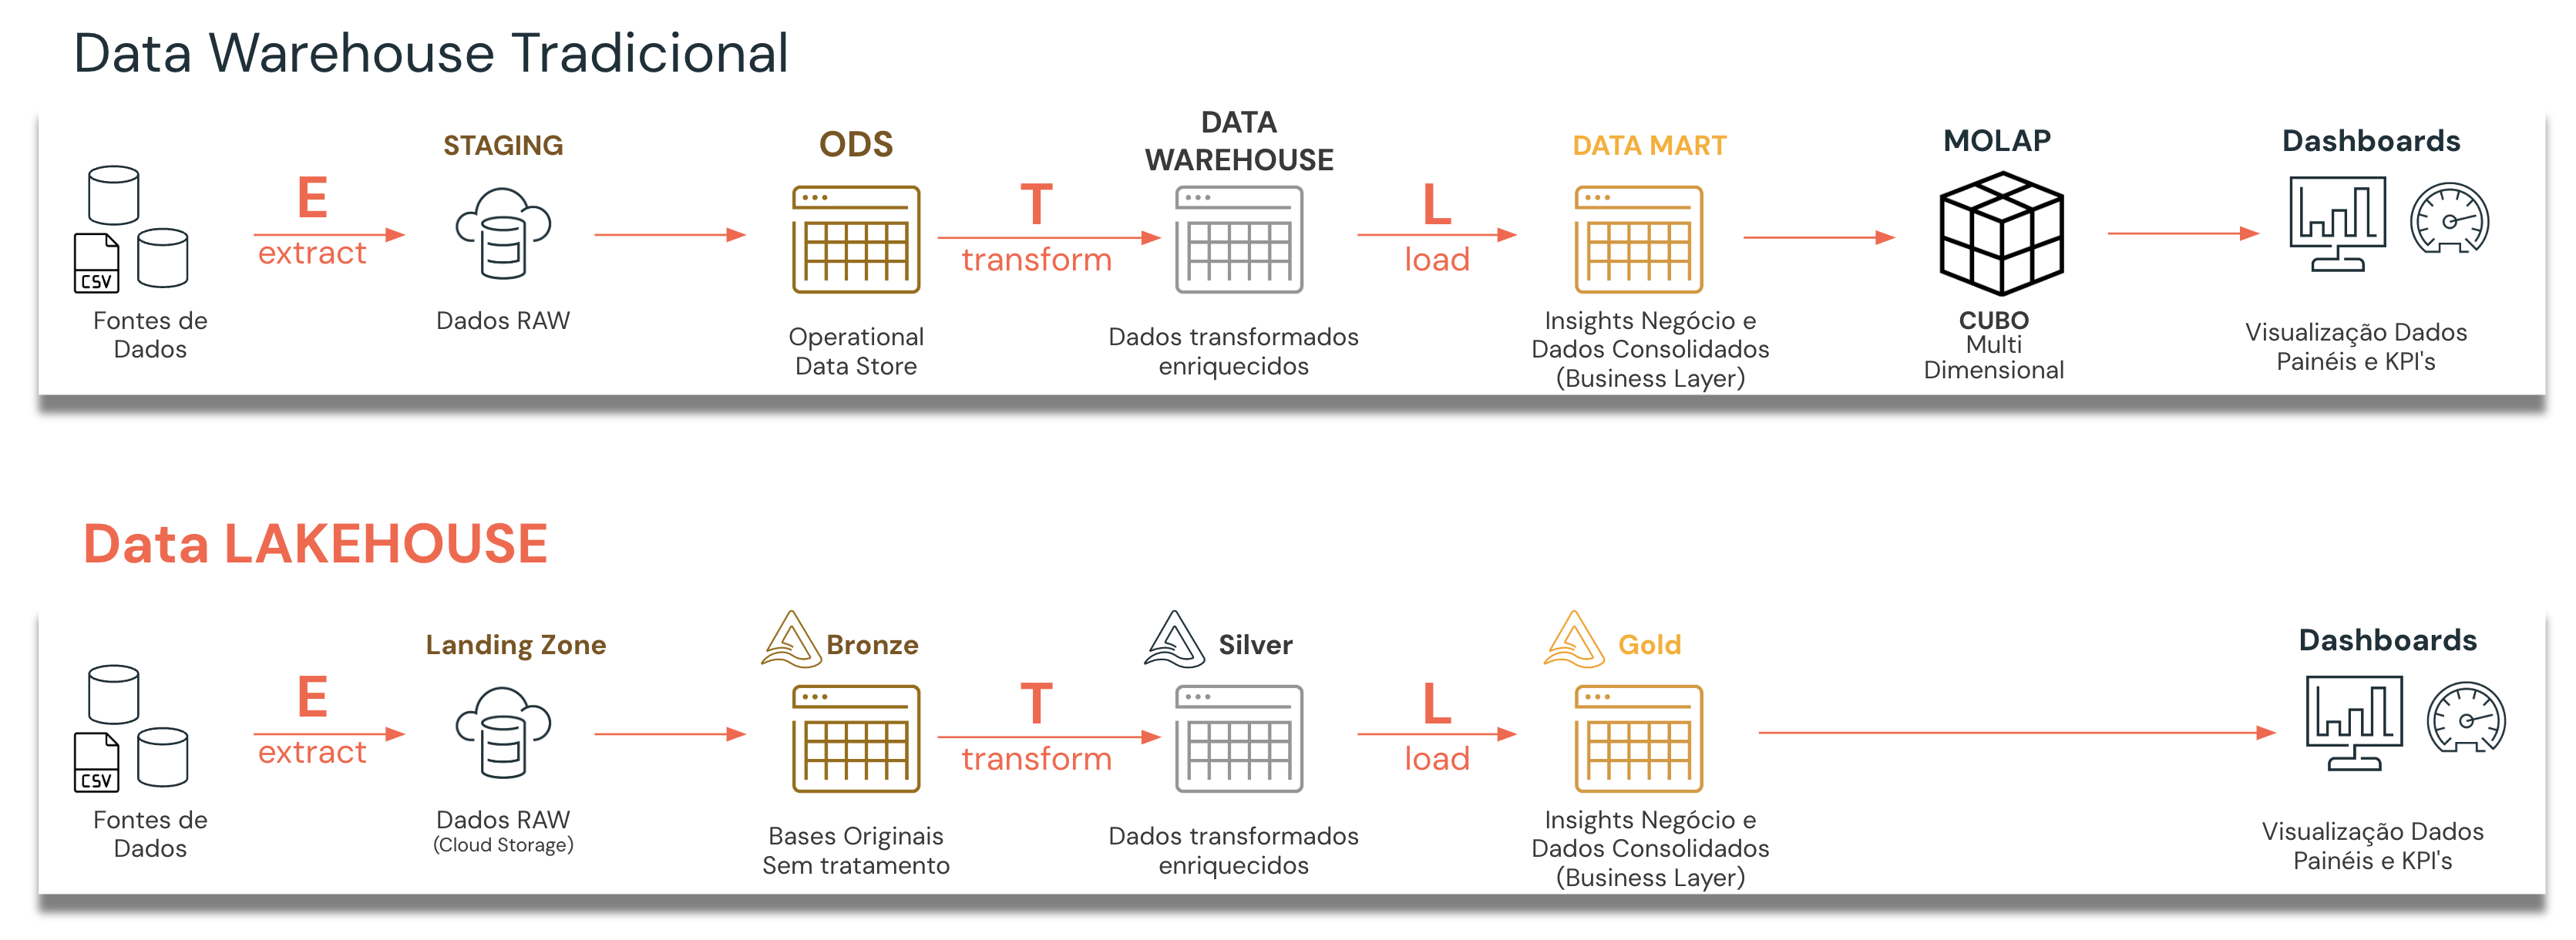 Data Warehouse Tradicional
STAGING
ODS
DATA
WAREHOUSE
DATA MART
MOLAP
Dashboards
E
extract
T
transform
L
load
CSV
Fontes de
Dados
Dados RAW
Operational
Data Store
Dados transformados
enriquecidos
Insights Negócio e
Dados Consolidados
(Business Layer)
CUBO
Multi
Dimensional
Visualização Dados
Painéis e KPI's
Data LAKEHOUSE
Landing Zone
Bronze
Silver
Gold
Dashboards
E
extract
T
transform
L
load
CSV
Fontes de
Dados
Dados RAW
(Cloud Storage)
Bases Originais
Sem tratamento
Dados transformados
enriquecidos
Insights Negócio e
Dados Consolidados
(Business Layer)
Visualização Dados
Painéis e KPI's